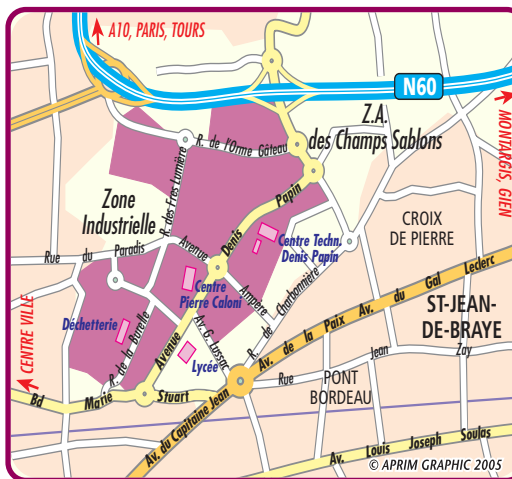 A10, PARIS, TOURS
N60
Z.A.
des Champs Sablons
MONTARGIS, GIEN
R. de l'Orme Gâteau
R. des Fres Lumière
Zone
Industrielle
Papin
Denis
Avenue
CROIX
DE PIERRE
Centre Techn.
Denis Papin
Rue du Paradis
Avenue
Ampère
Centre
Pierre Caloni
R. de Charbonnière
Av. de la Paix
Av. du Gal Leclerc
ST-JEAN-
DE-BRAYE
Déchetterie
R. de la Burelle
Av. G. Lussac
Lycée
CENTRE VILLE
Rue Jean Zay
PONT
BORDEAU
Bd Marie Stuart
Av. du Capitaine Jean
Av. Louis Joseph Soulas
© APRIM GRAPHIC 2005